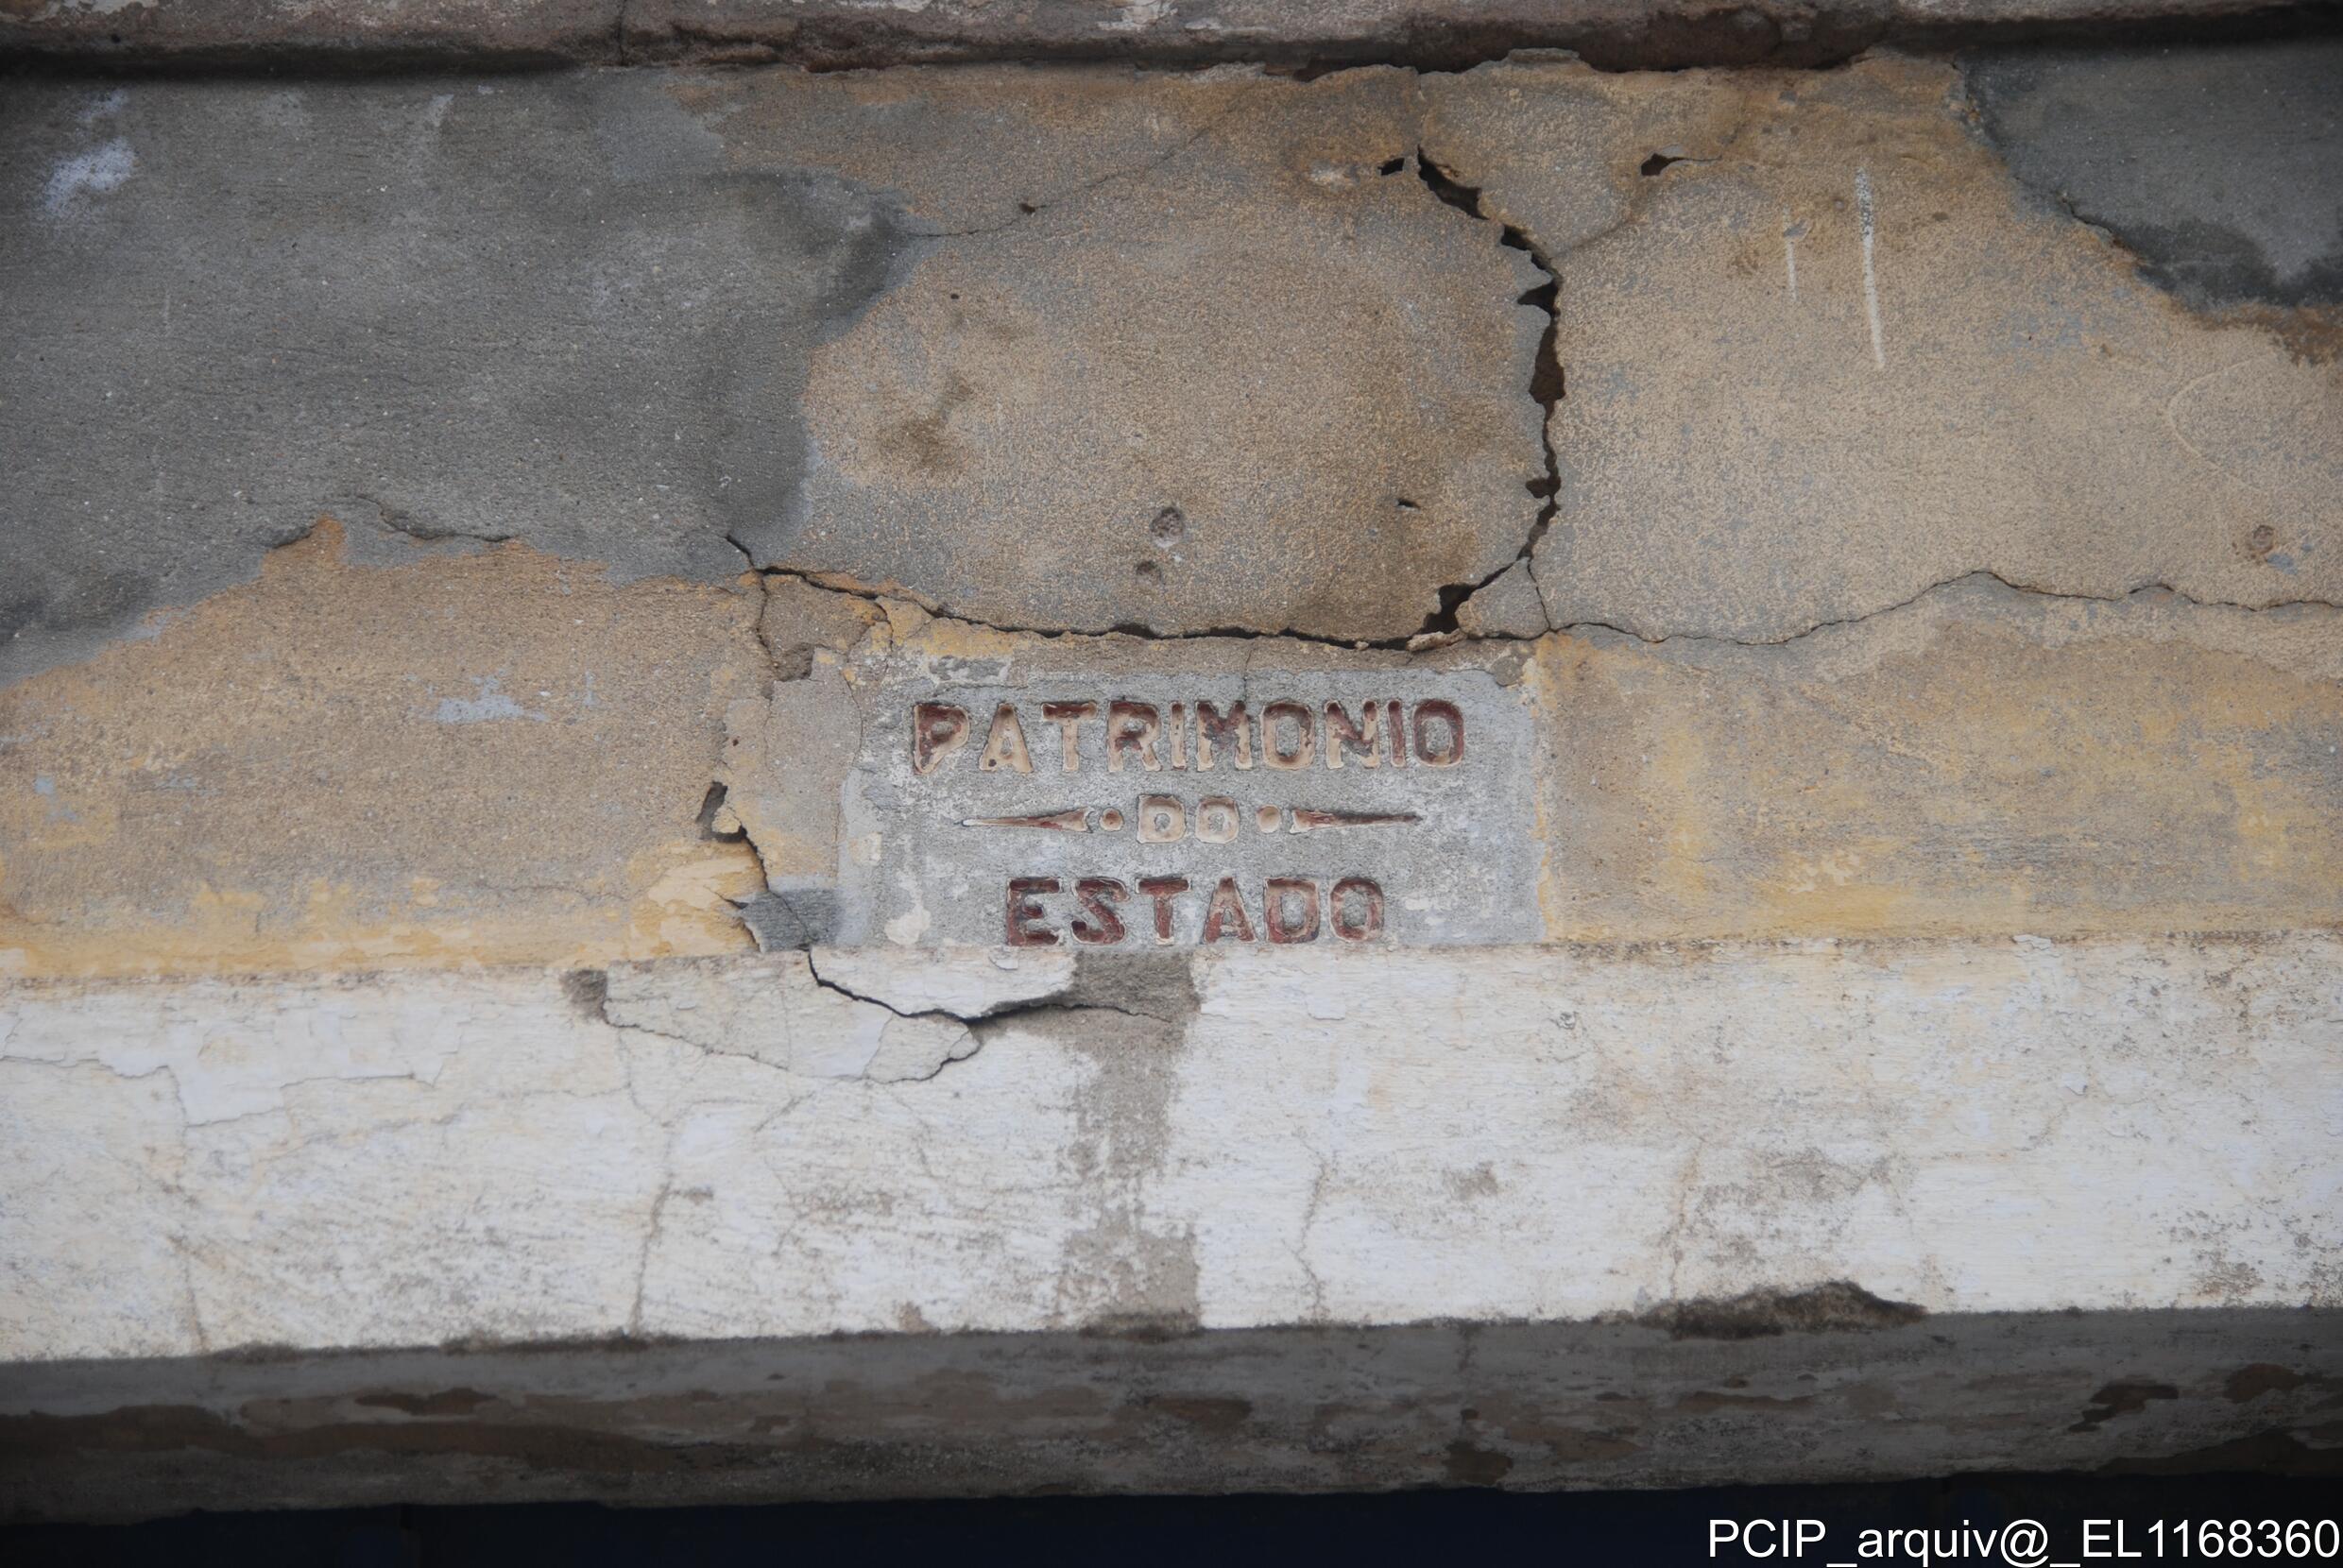 PATRIMONIO
DO
ESTADO
PCIP_arquiv@_EL1168360